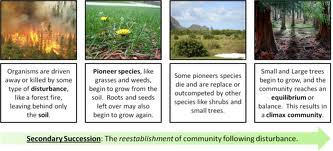 Organisms are driven
away or killed by some
type of disturbance,
like a forest fire,
leaving behind only
the soil.
Pioneer species, like
grasses and weeds,
begin to grow from the
soil. Roots and seeds
left over may also
begin to grow again.
Some pioneers species
die and are replace or
outcompeted by other
species like shrubs and
small trees.
Small and Large trees
begin to grow, and the
community reaches an
equilibrium or
balance. This results in
a climax community.
Secondary Succession: The reestablishment of community following disturbance.